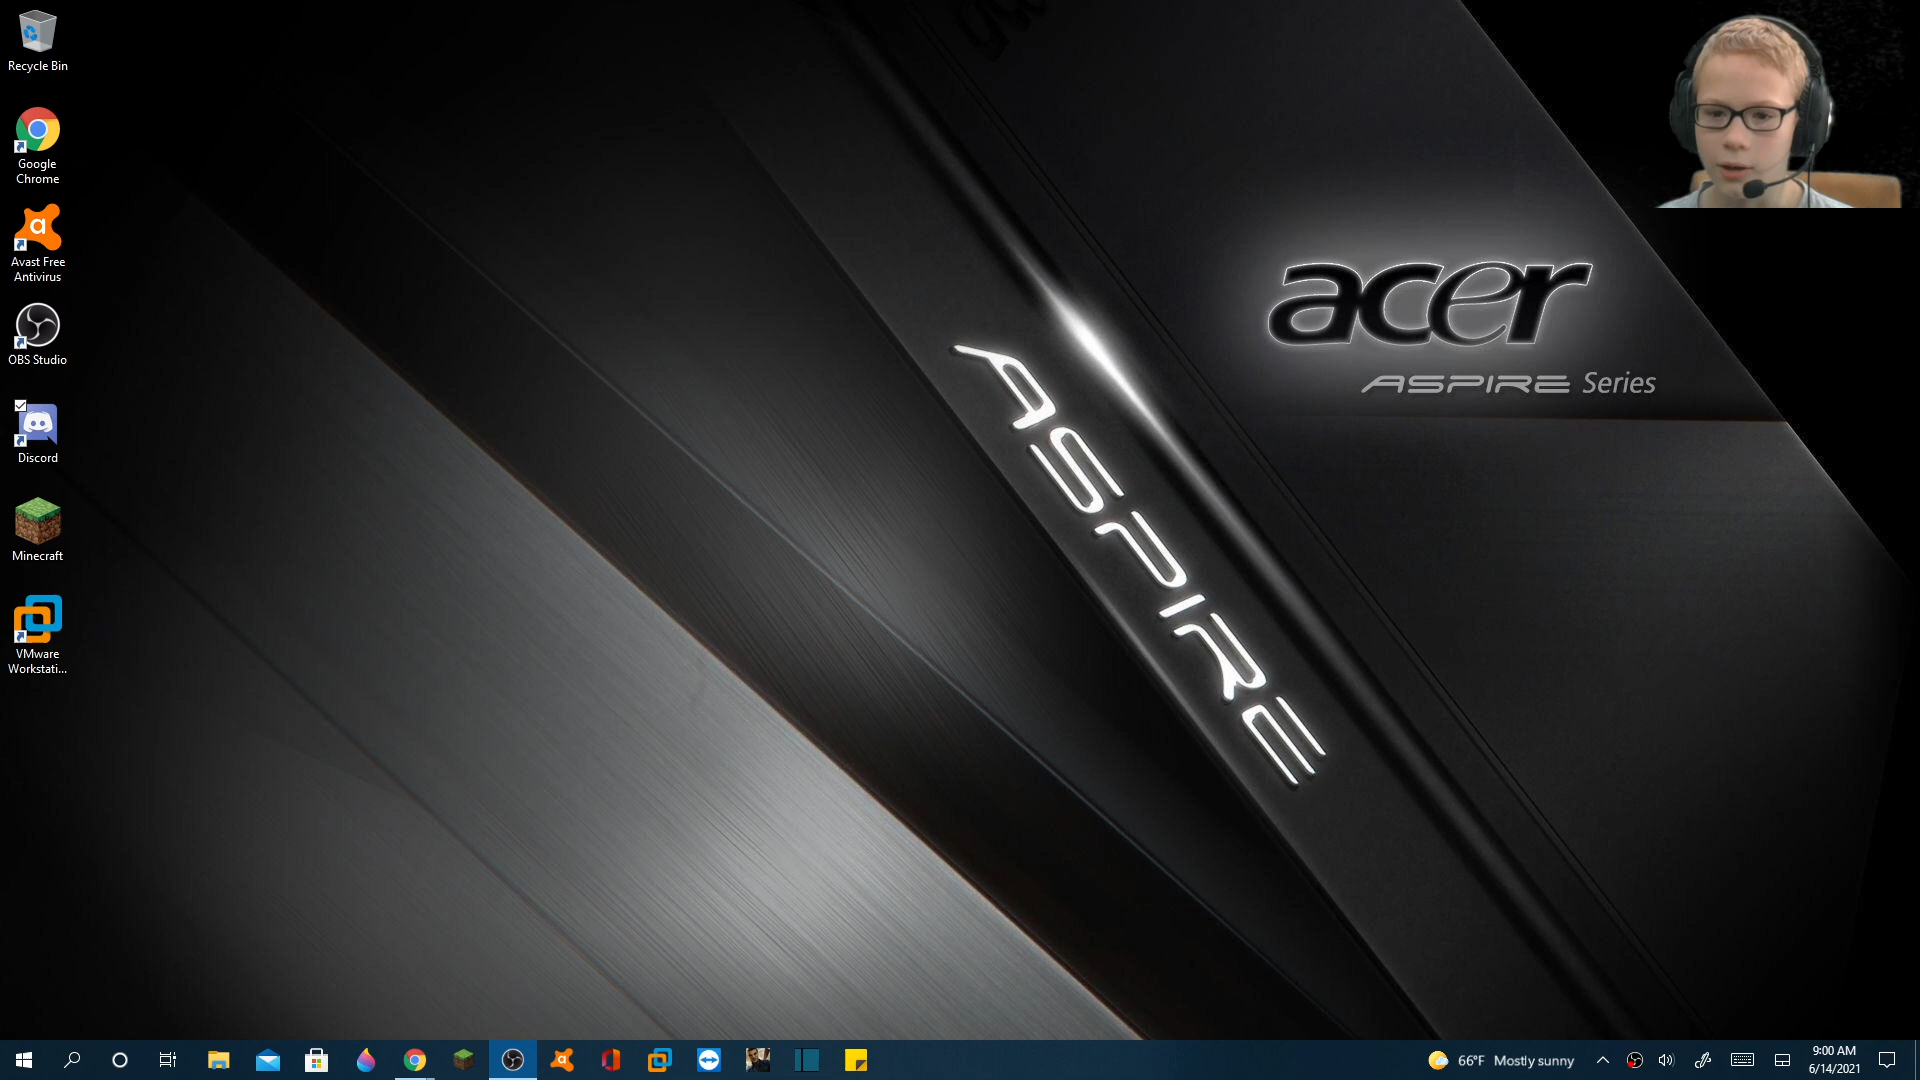 Recycle Bin
Google
Chrome
Avast Free
Antivirus
OBS Studio
Discord
Minecraft
VMware
Workstati...
acer
ASPIRE Series
ASPIRE
66°F Mostly sunny
9:00 AM
6/14/2021